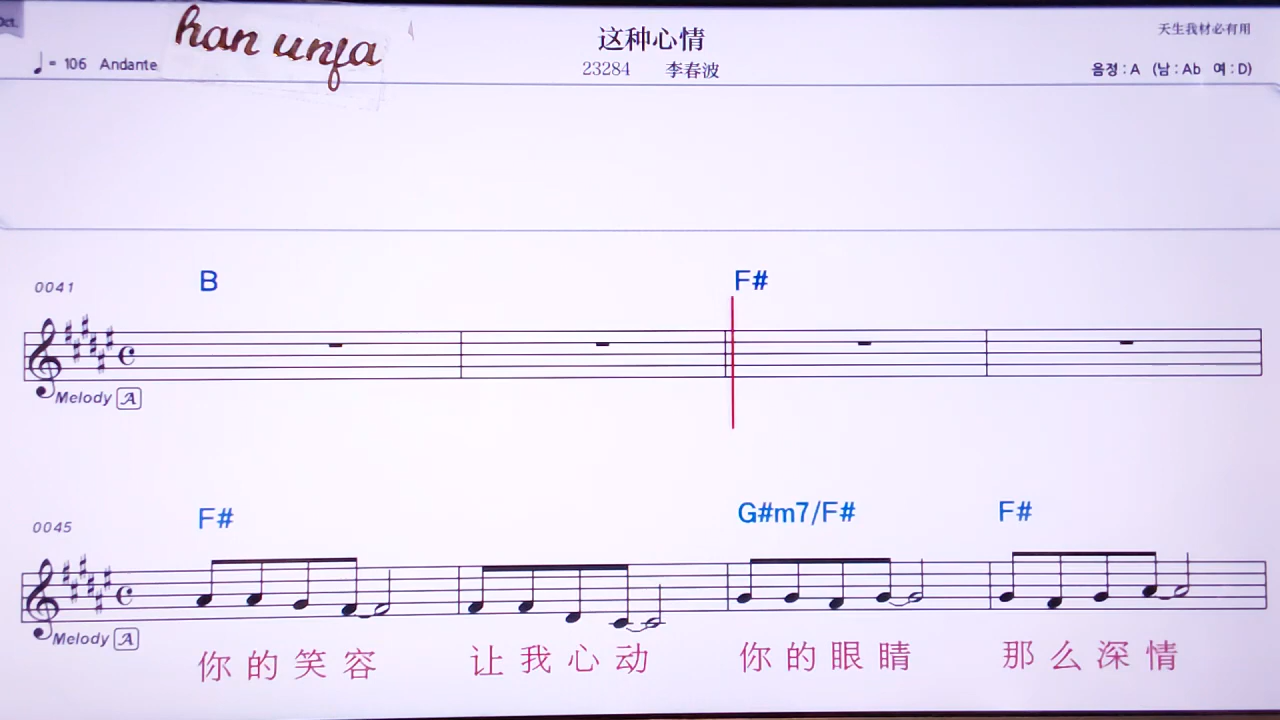 Oct.
han unfa
这种心情
天生我材必有用
♩= 106 Andante
23284 李春波
음정 : A (남 : Ab 여 : D)
B F#
0041
Melody A
F# G#m7/F# F#
0045
Melody A
你的笑容 让我心动 你的眼睛 那么深情